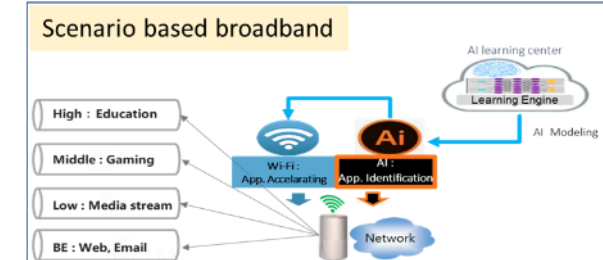 Scenario based broadband
AI learning center
Learning Engine
AI Modeling
High : Education
Middle : Gaming
Low : Media stream
BE : Web, Email
Ai
Wi-Fi :
App. Accelarating
AI :
App. Identification
Network